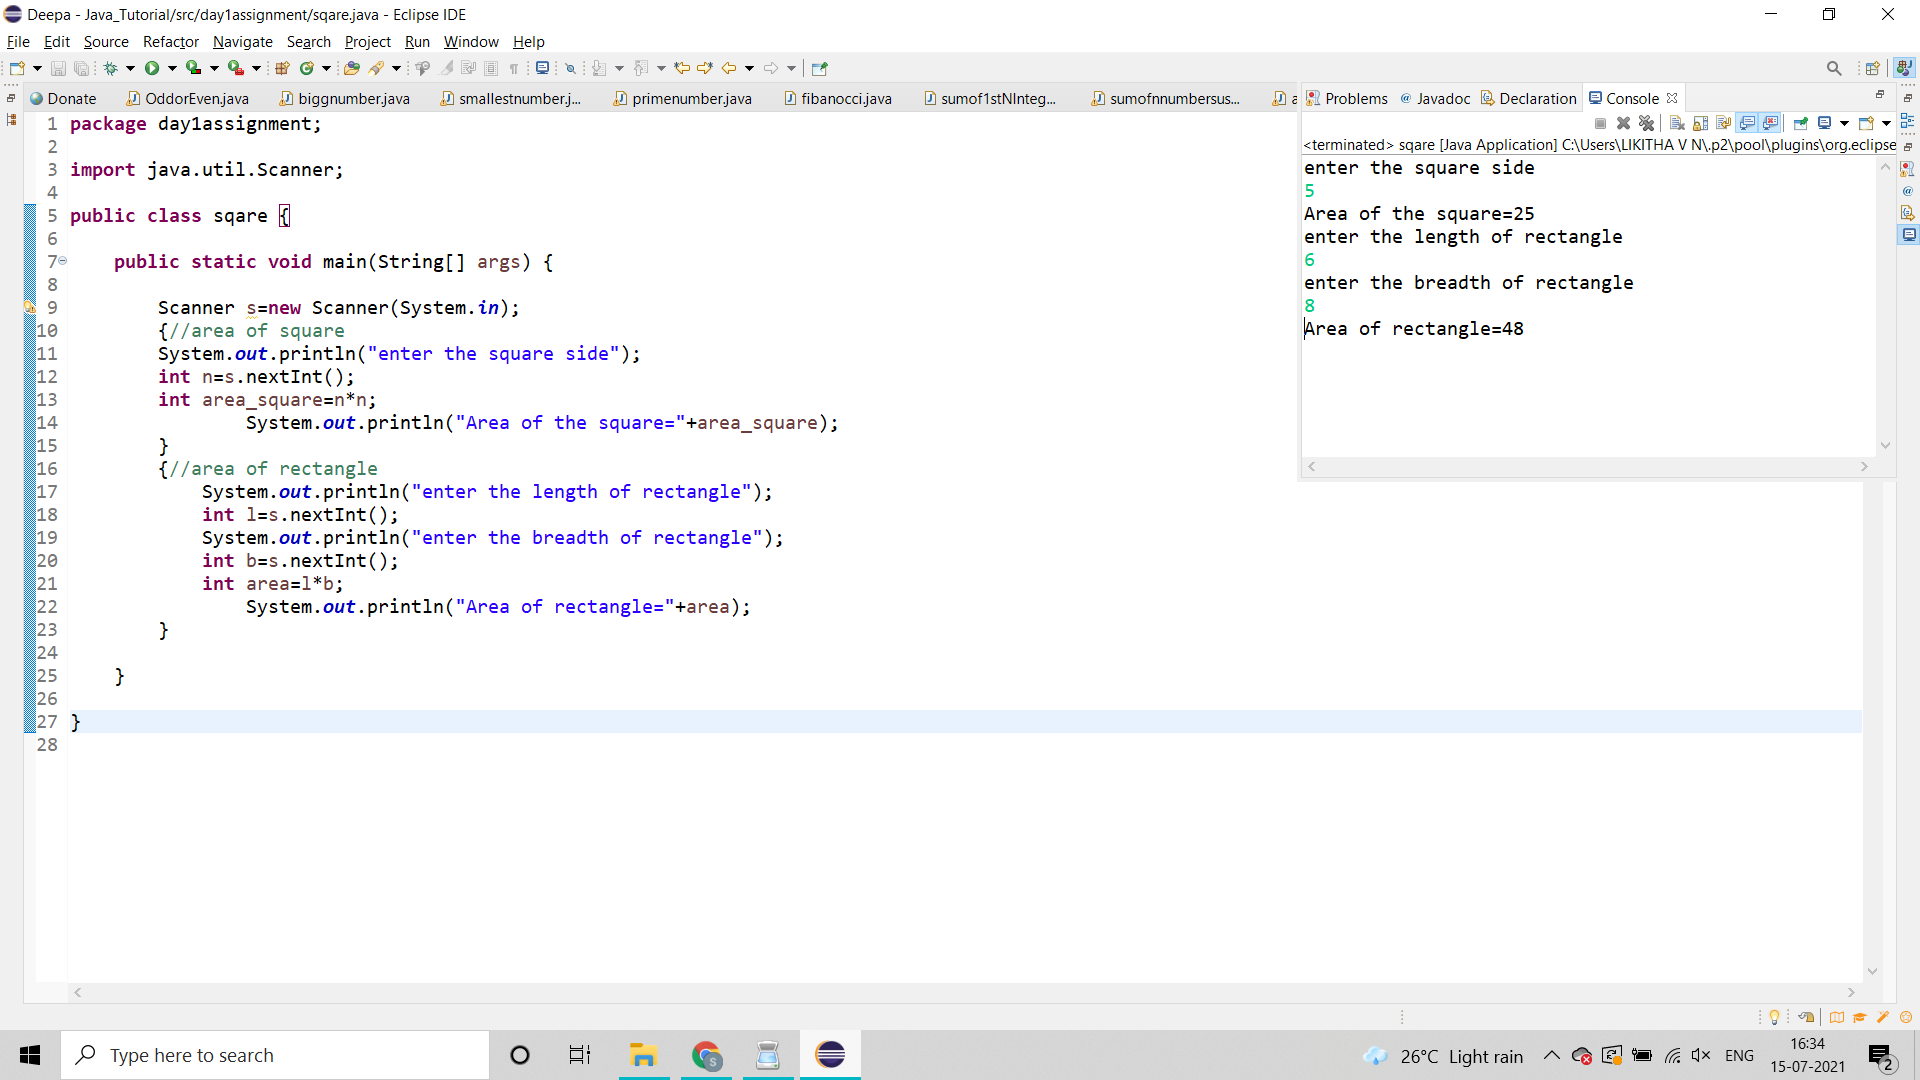 Deepa - Java_Tutorial/src/day1assignment/sqare.java - Eclipse IDE
File Edit Source Refactor Navigate Search Project Run Window Help
Donate OddorEven.java biggnumber.java smallestnumber.j... primenumber.java fibanocci.java sumof1stNInteg... sumofnnumbersus... a
1 package day1assignment;
2
3 import java.util.Scanner;
4
5 public class sqare {
6
7 public static void main(String[] args) {
8
9 Scanner s=new Scanner(System.in);
10 {//area of square
11 System.out.println("enter the square side");
12 int n=s.nextInt();
13 int area_square=n*n;
14 System.out.println("Area of the square="+area_square);
15 }
16 {//area of rectangle
17 System.out.println("enter the length of rectangle");
18 int l=s.nextInt();
19 System.out.println("enter the breadth of rectangle");
20 int b=s.nextInt();
21 int area=l*b;
22 System.out.println("Area of rectangle="+area);
23 }
24
25 }
26
27 }
28
Problems @ Javadoc Declaration Console
<terminated> sqare [Java Application] C:\Users\LIKITHA V N\.p2\pool\plugins\org.eclipse
enter the square side
5
Area of the square=25
enter the length of rectangle
6
enter the breadth of rectangle
8
Area of rectangle=48
Type here to search
26°C Light rain
ENG
16:34
15-07-2021
2